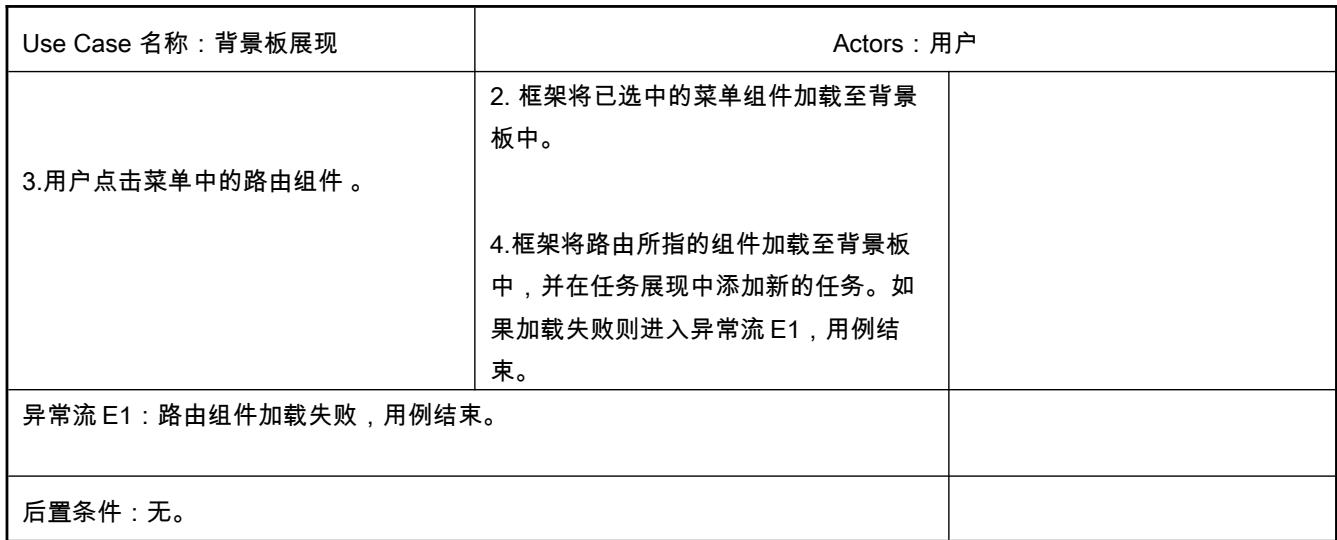 Use Case 名称：背景板展现
Actors：用户
2. 框架将已选中的菜单组件加载至背景
板中。
3.用户点击菜单中的路由组件 。
4.框架将路由所指的组件加载至背景板
中，并在任务展现中添加新的任务。如
果加载失败则进入异常流 E1，用例结
束。
异常流 E1：路由组件加载失败，用例结束。
后置条件：无。